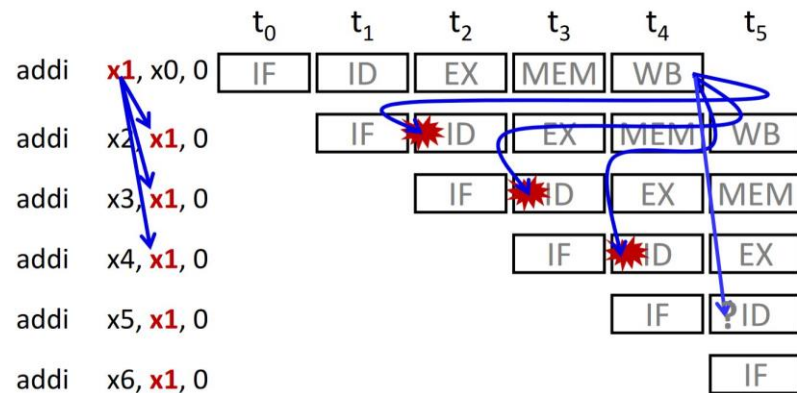 t0 t1 t2 t3 t4 t5
addi x1, x0, 0 IF ID EX MEM WB
addi x2, x1, 0 IF ID EX MEM WB
addi x3, x1, 0 IF ID EX MEM
addi x4, x1, 0 IF ID EX
addi x5, x1, 0 IF ?ID
addi x6, x1, 0 IF